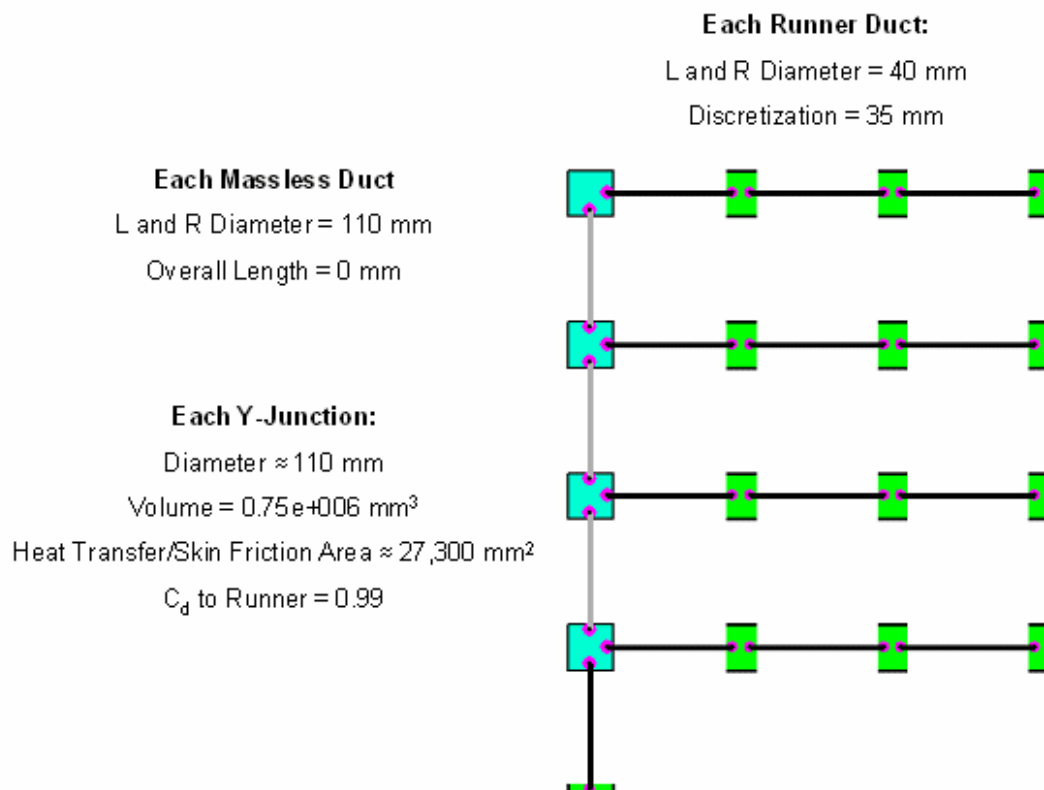 Each Runner Duct:
L and R Diameter = 40 mm
Discretization = 35 mm
Each Massless Duct
L and R Diameter = 110 mm
Overall Length = 0 mm
Each Y-Junction:
Diameter ≈ 110 mm
Volume = 0.75e+006 mm³
Heat Transfer/Skin Friction Area ≈ 27,300 mm²
C_d to Runner = 0.99